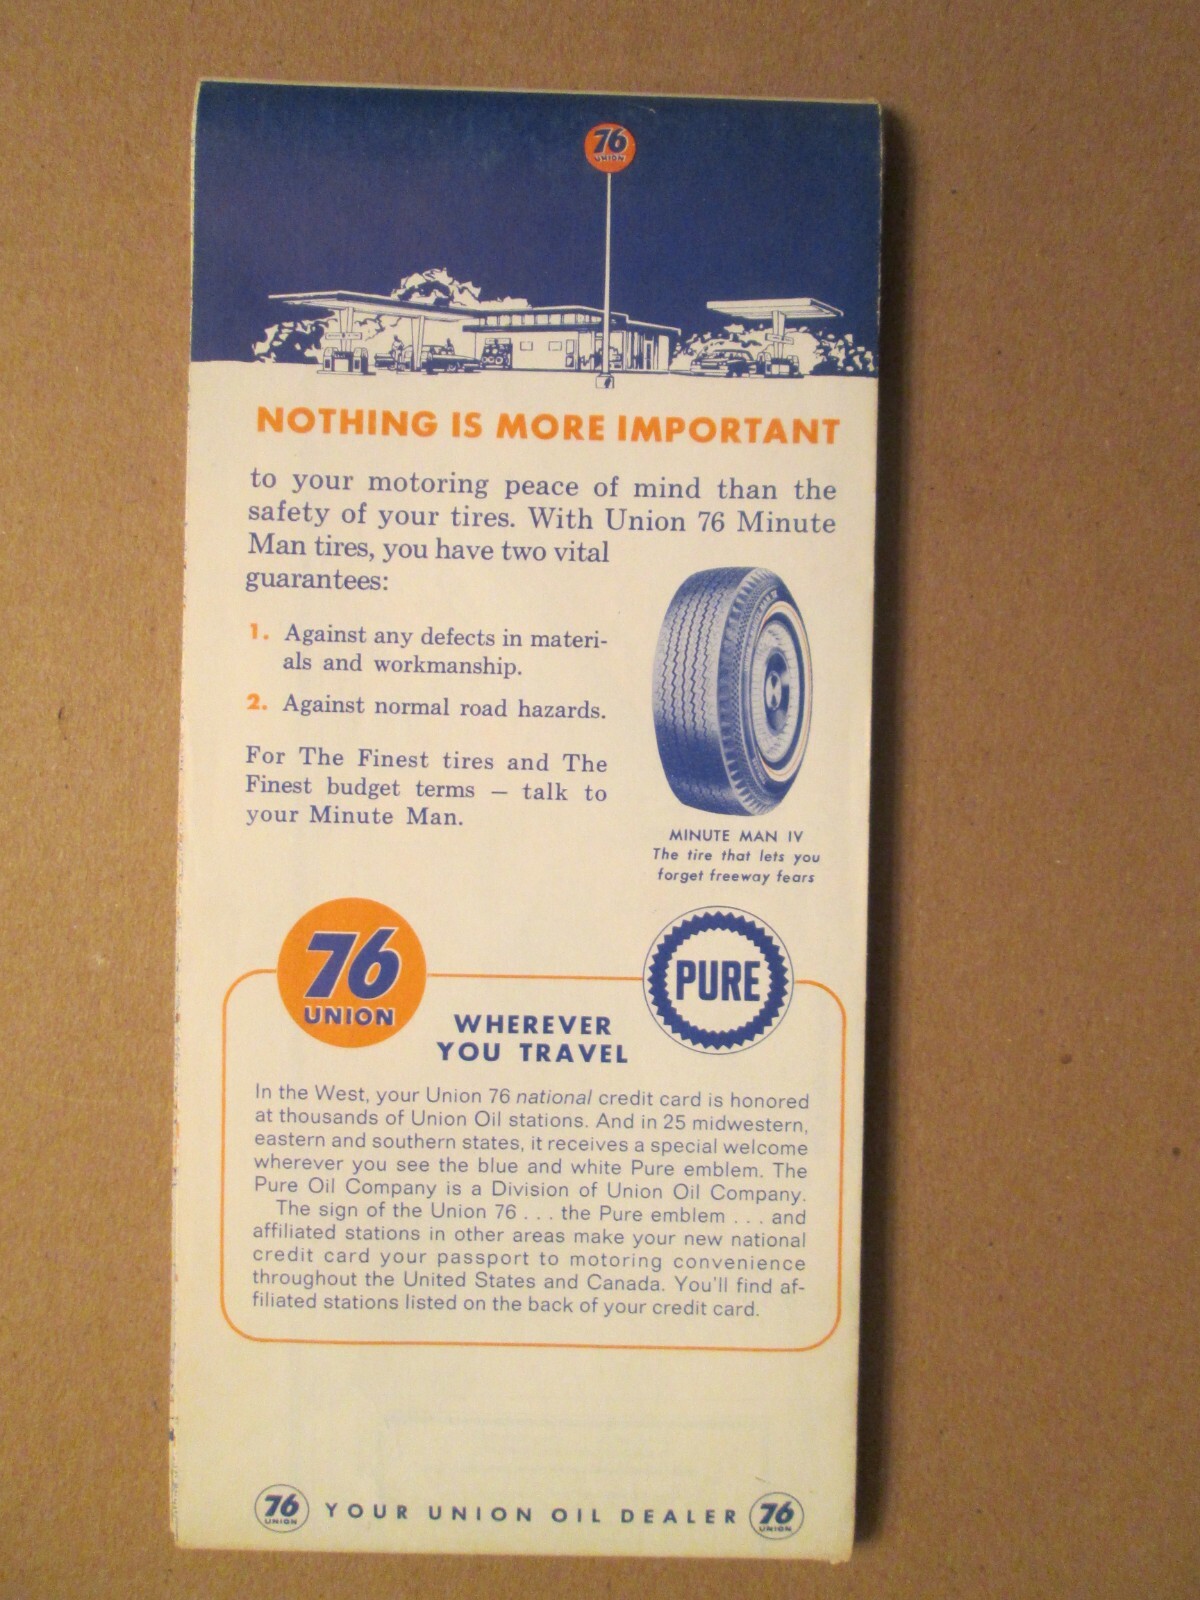 76
UNION
NOTHING IS MORE IMPORTANT
to your motoring peace of mind than the
safety of your tires. With Union 76 Minute
Man tires, you have two vital
guarantees:
1. Against any defects in materi-
als and workmanship.
2. Against normal road hazards.
For The Finest tires and The
Finest budget terms — talk to
your Minute Man.
MINUTE MAN IV
The tire that lets you
forget freeway fears
76
UNION
PURE
WHEREVER
YOU TRAVEL
In the West, your Union 76 national credit card is honored
at thousands of Union Oil stations. And in 25 midwestern,
eastern and southern states, it receives a special welcome
wherever you see the blue and white Pure emblem. The
Pure Oil Company is a Division of Union Oil Company.
The sign of the Union 76 . . . the Pure emblem . . . and
affiliated stations in other areas make your new national
credit card your passport to motoring convenience
throughout the United States and Canada. You'll find af-
filiated stations listed on the back of your credit card.
76
UNION
YOUR UNION OIL DEALER
76
UNION